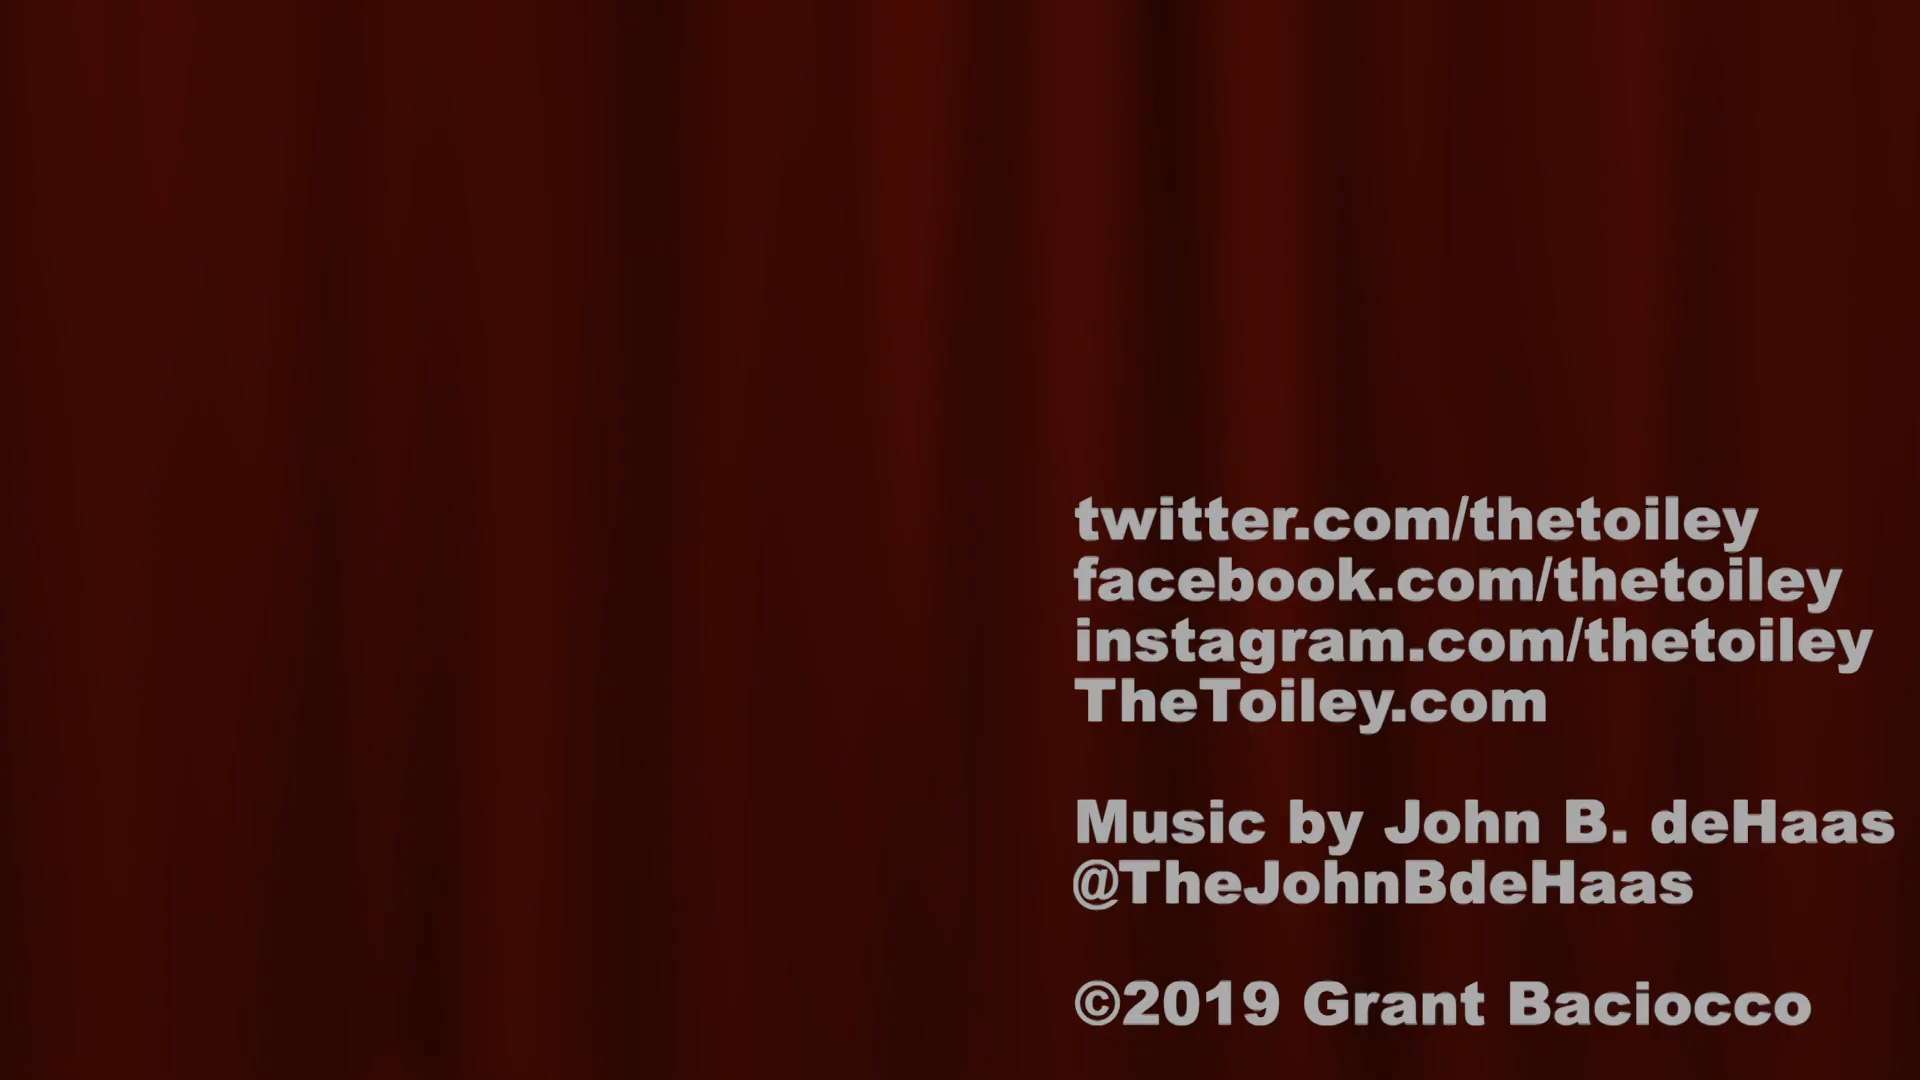 twitter.com/thetoiley
facebook.com/thetoiley
instagram.com/thetoiley
TheToiley.com
Music by John B. deHaas
@TheJohnBdeHaas
©2019 Grant Baciocco